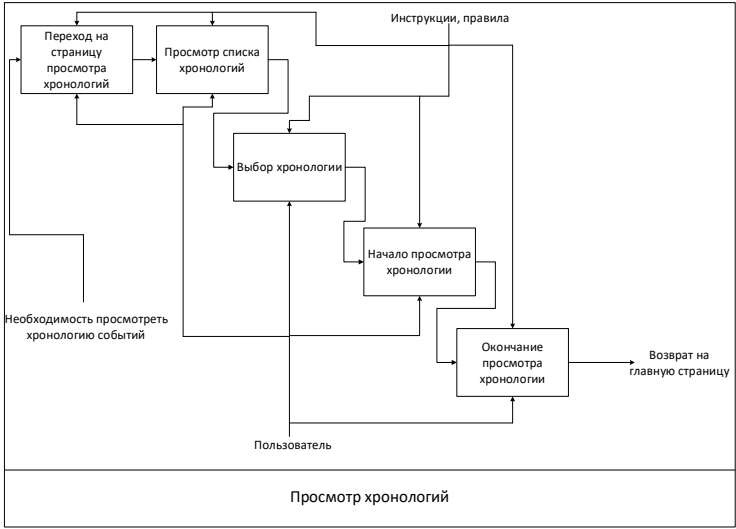 Инструкции, правила
Переход на
страницу
просмотра
хронологий
Просмотр списка
хронологий
Выбор хронологии
Начало просмотра
хронологии
Необходимость просмотреть
хронологию событий
Окончание
просмотра
хронологии
Возврат на
главную страницу
Пользователь
Просмотр хронологий